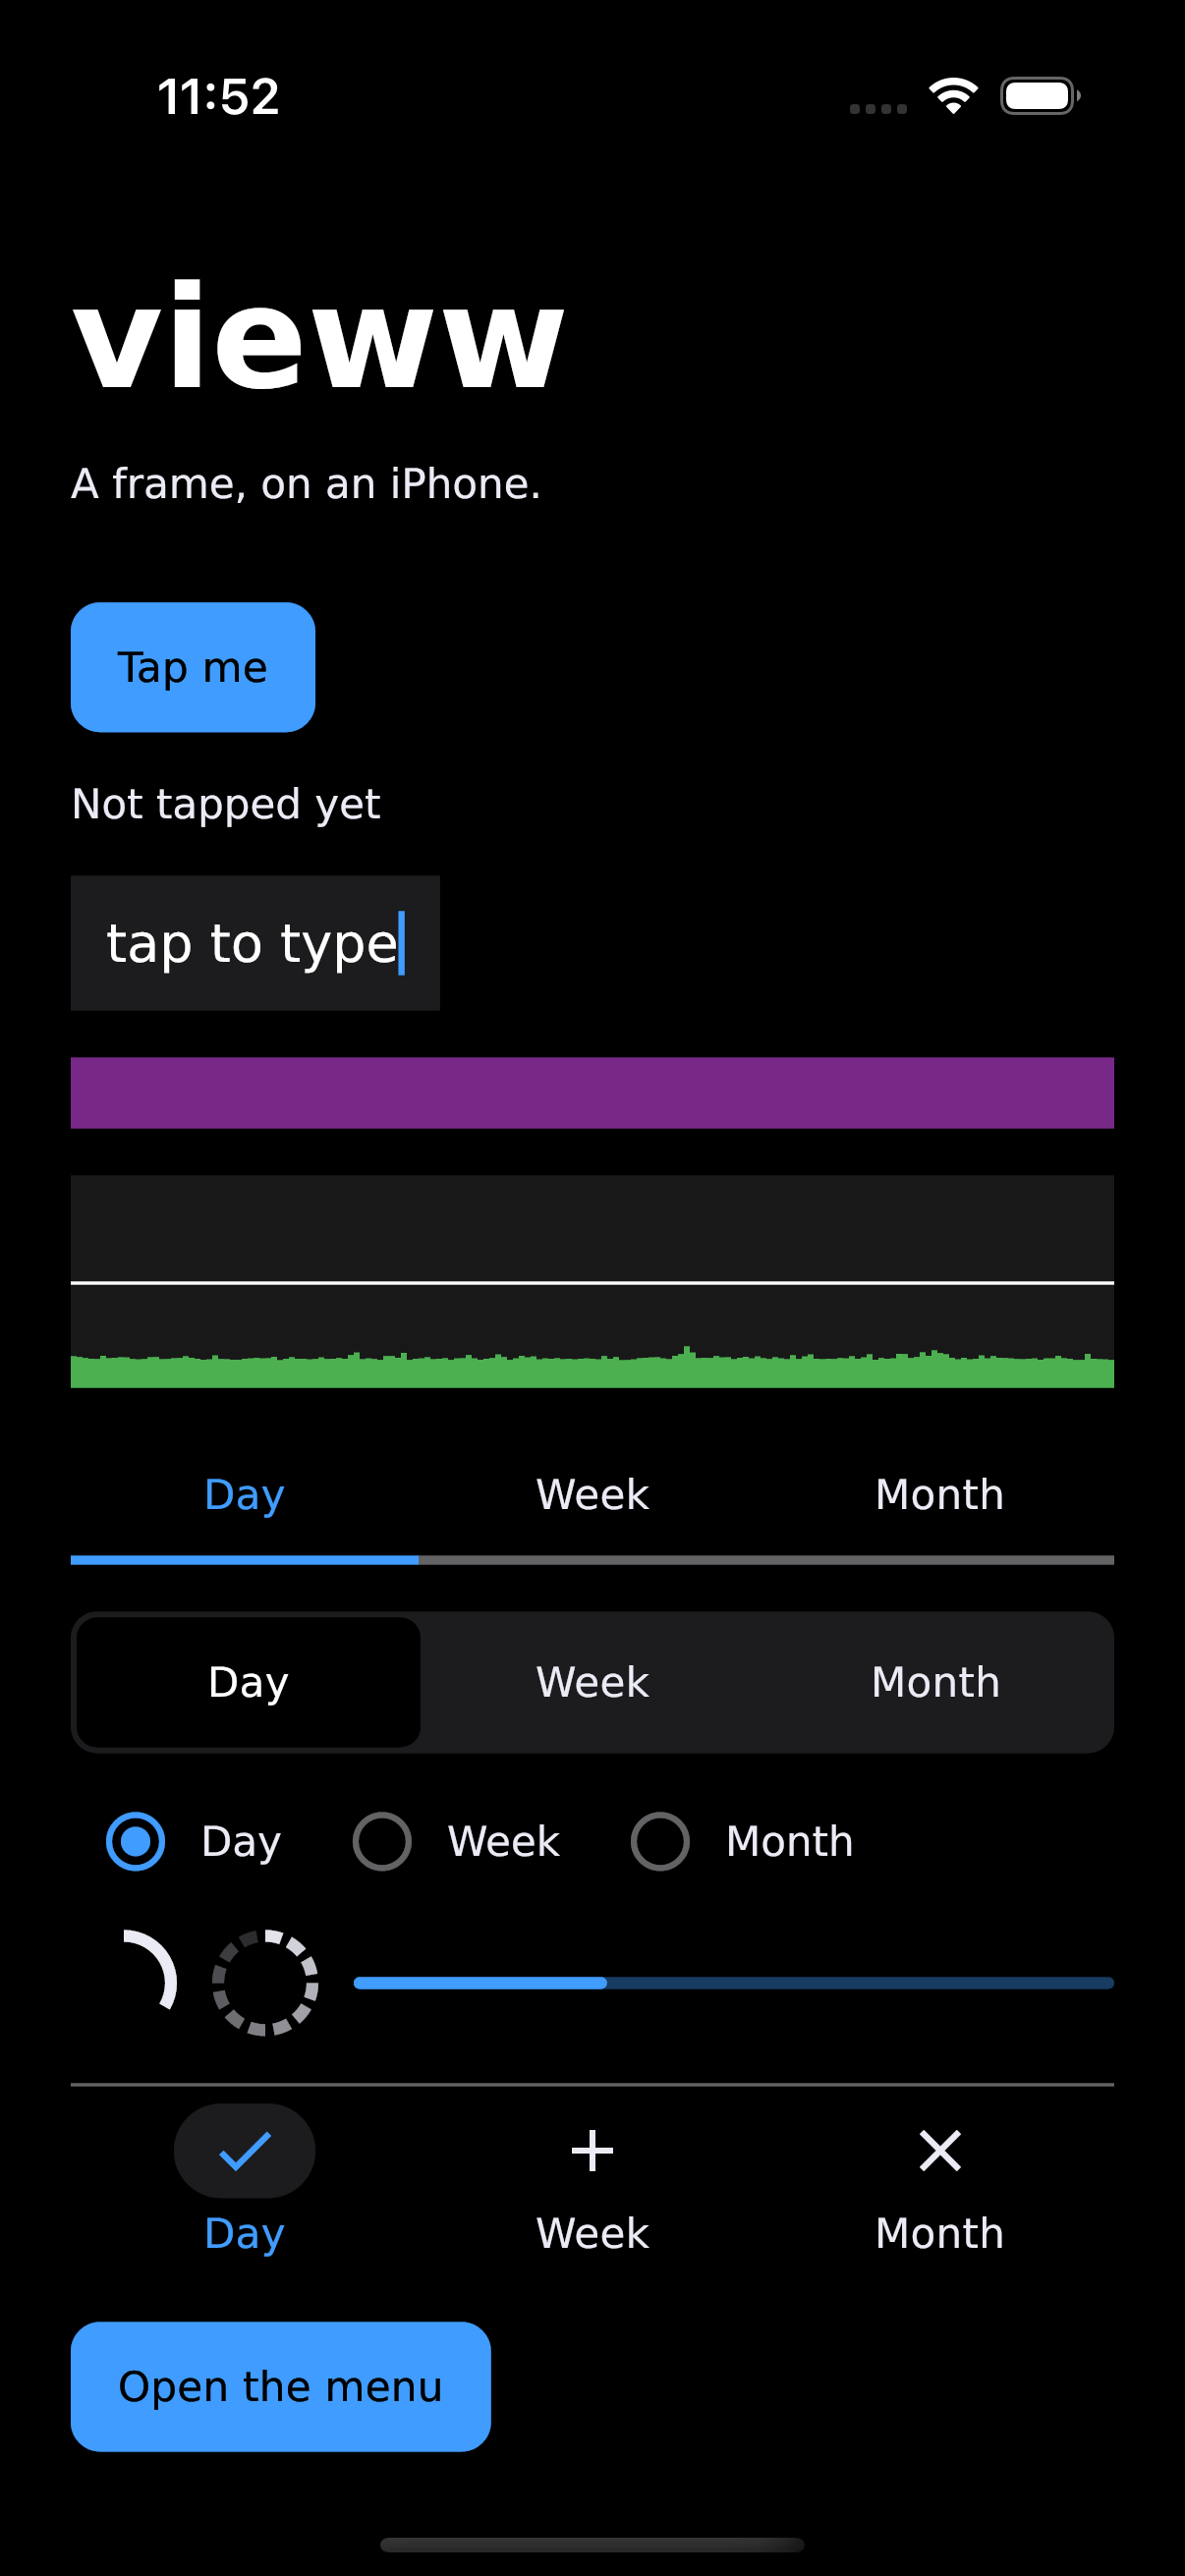 11:52
vieww
A frame, on an iPhone.
Tap me
Not tapped yet
tap to type
Day Week Month
Day Week Month
Day Week Month
Day Week Month
Open the menu